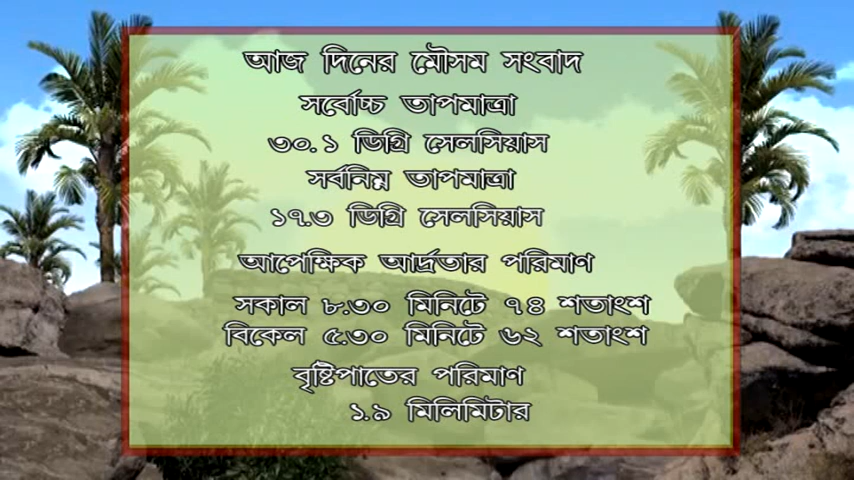 আজ দিনের মৌসম সংবাদ
সর্বোচ্চ তাপমাত্রা
৩০.১ ডিগ্রি সেলসিয়াস
সর্বনিম্ন তাপমাত্রা
১৭.৩ ডিগ্রি সেলসিয়াস
আপেক্ষিক আর্দ্রতার পরিমাণ
সকাল ৮.৩০ মিনিটে ৭৪ শতাংশ
বিকেল ৫.৩০ মিনিটে ৬২ শতাংশ
বৃষ্টিপাতের পরিমাণ
১.৯ মিলিমিটার